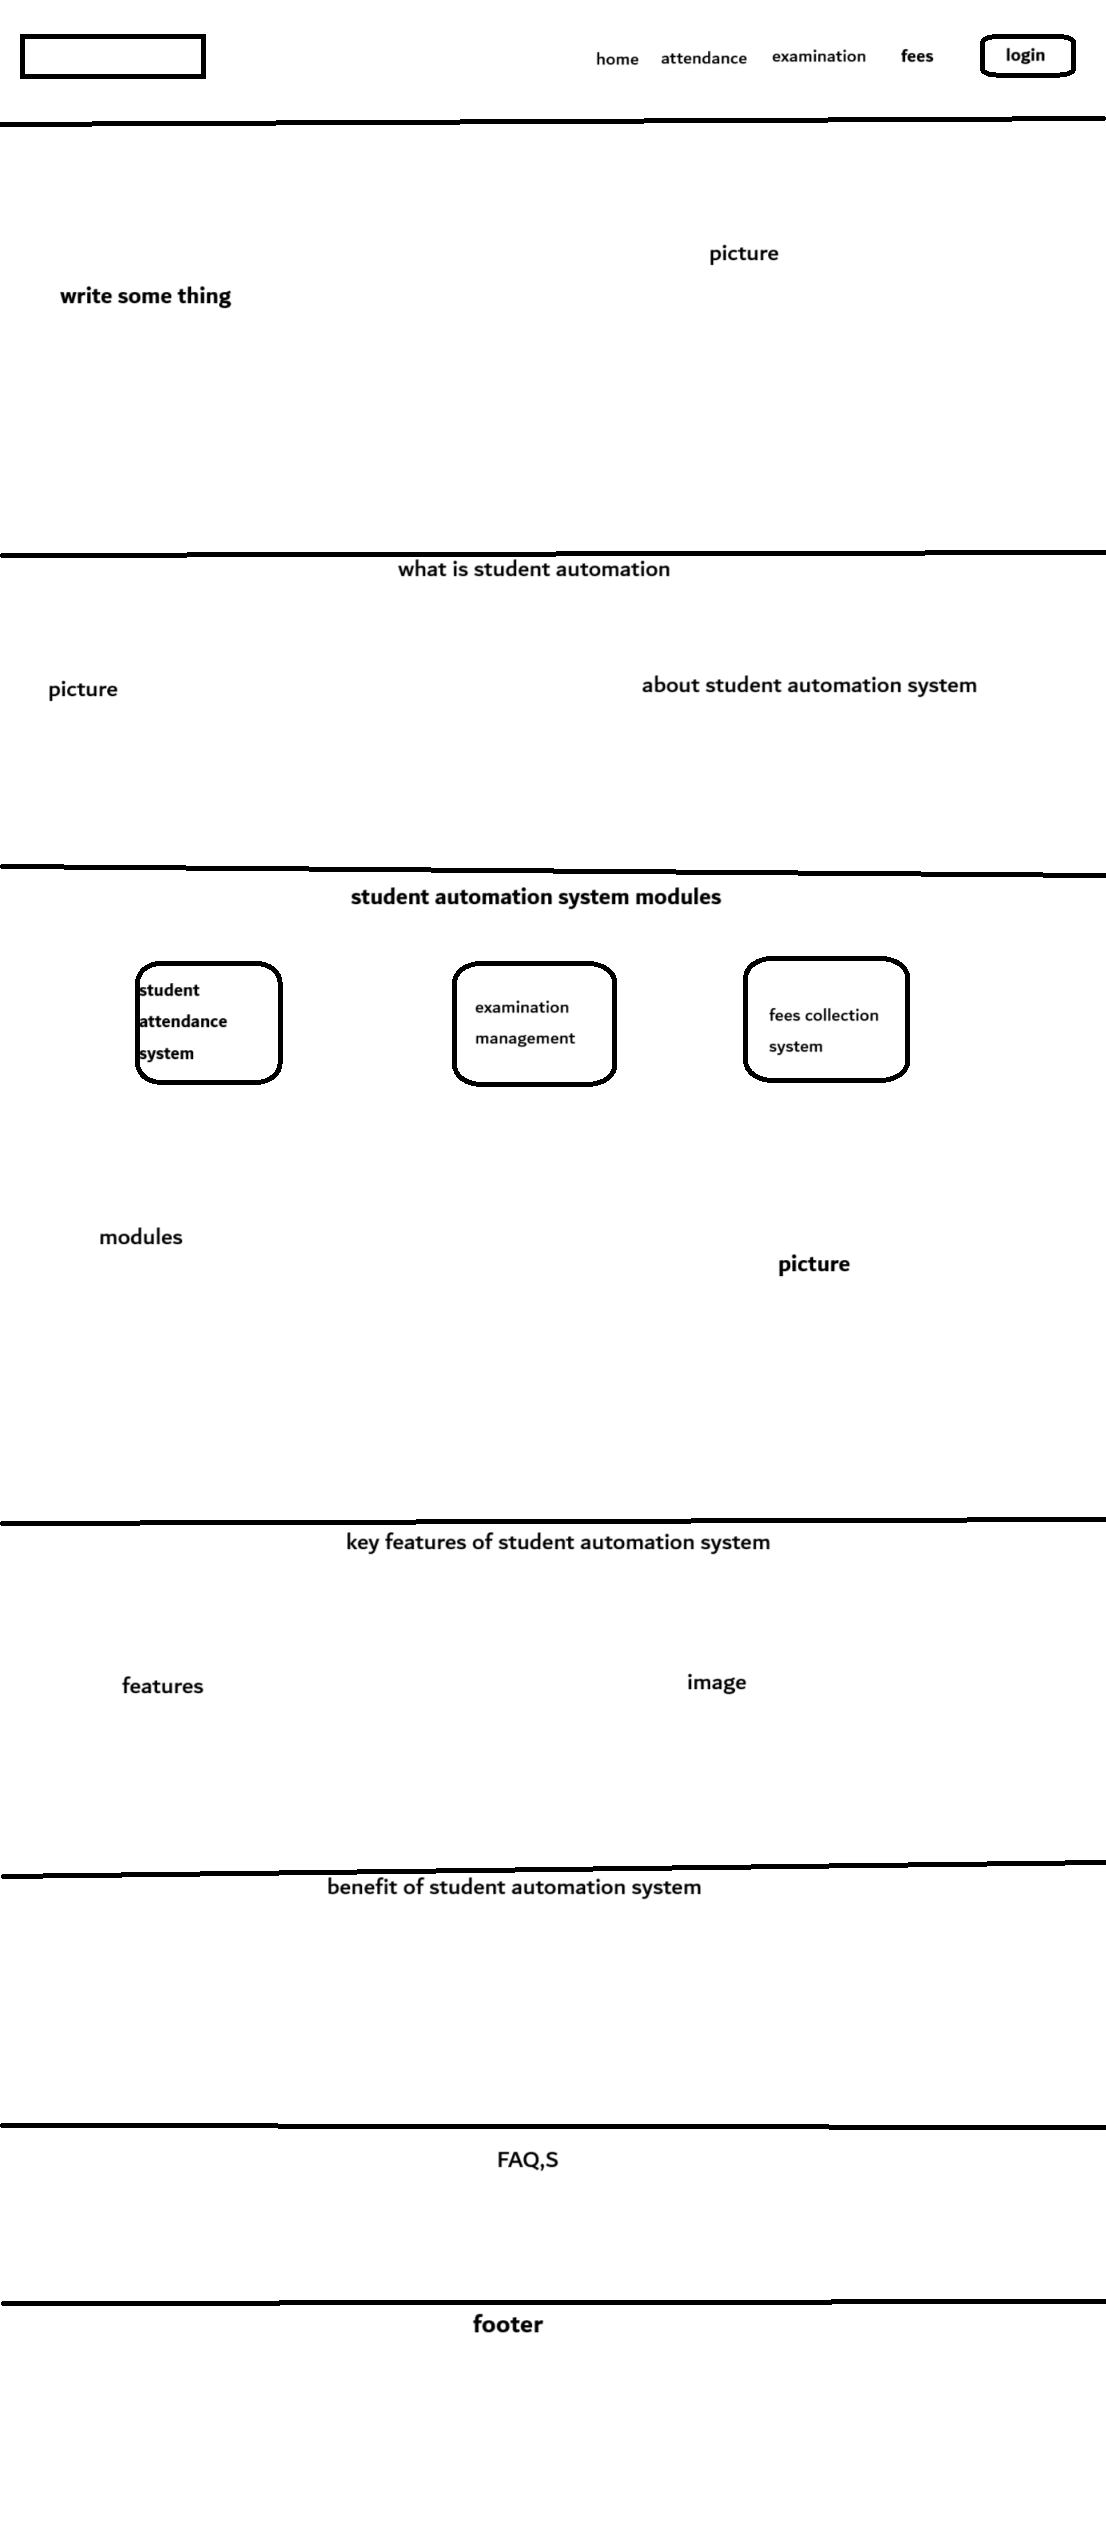 home attendance examination fees login
picture
write some thing
what is student automation
picture
about student automation system
student automation system modules
student
attendance
system
examination
management
fees collection
system
modules
picture
key features of student automation system
features
image
benefit of student automation system
FAQ,S
footer